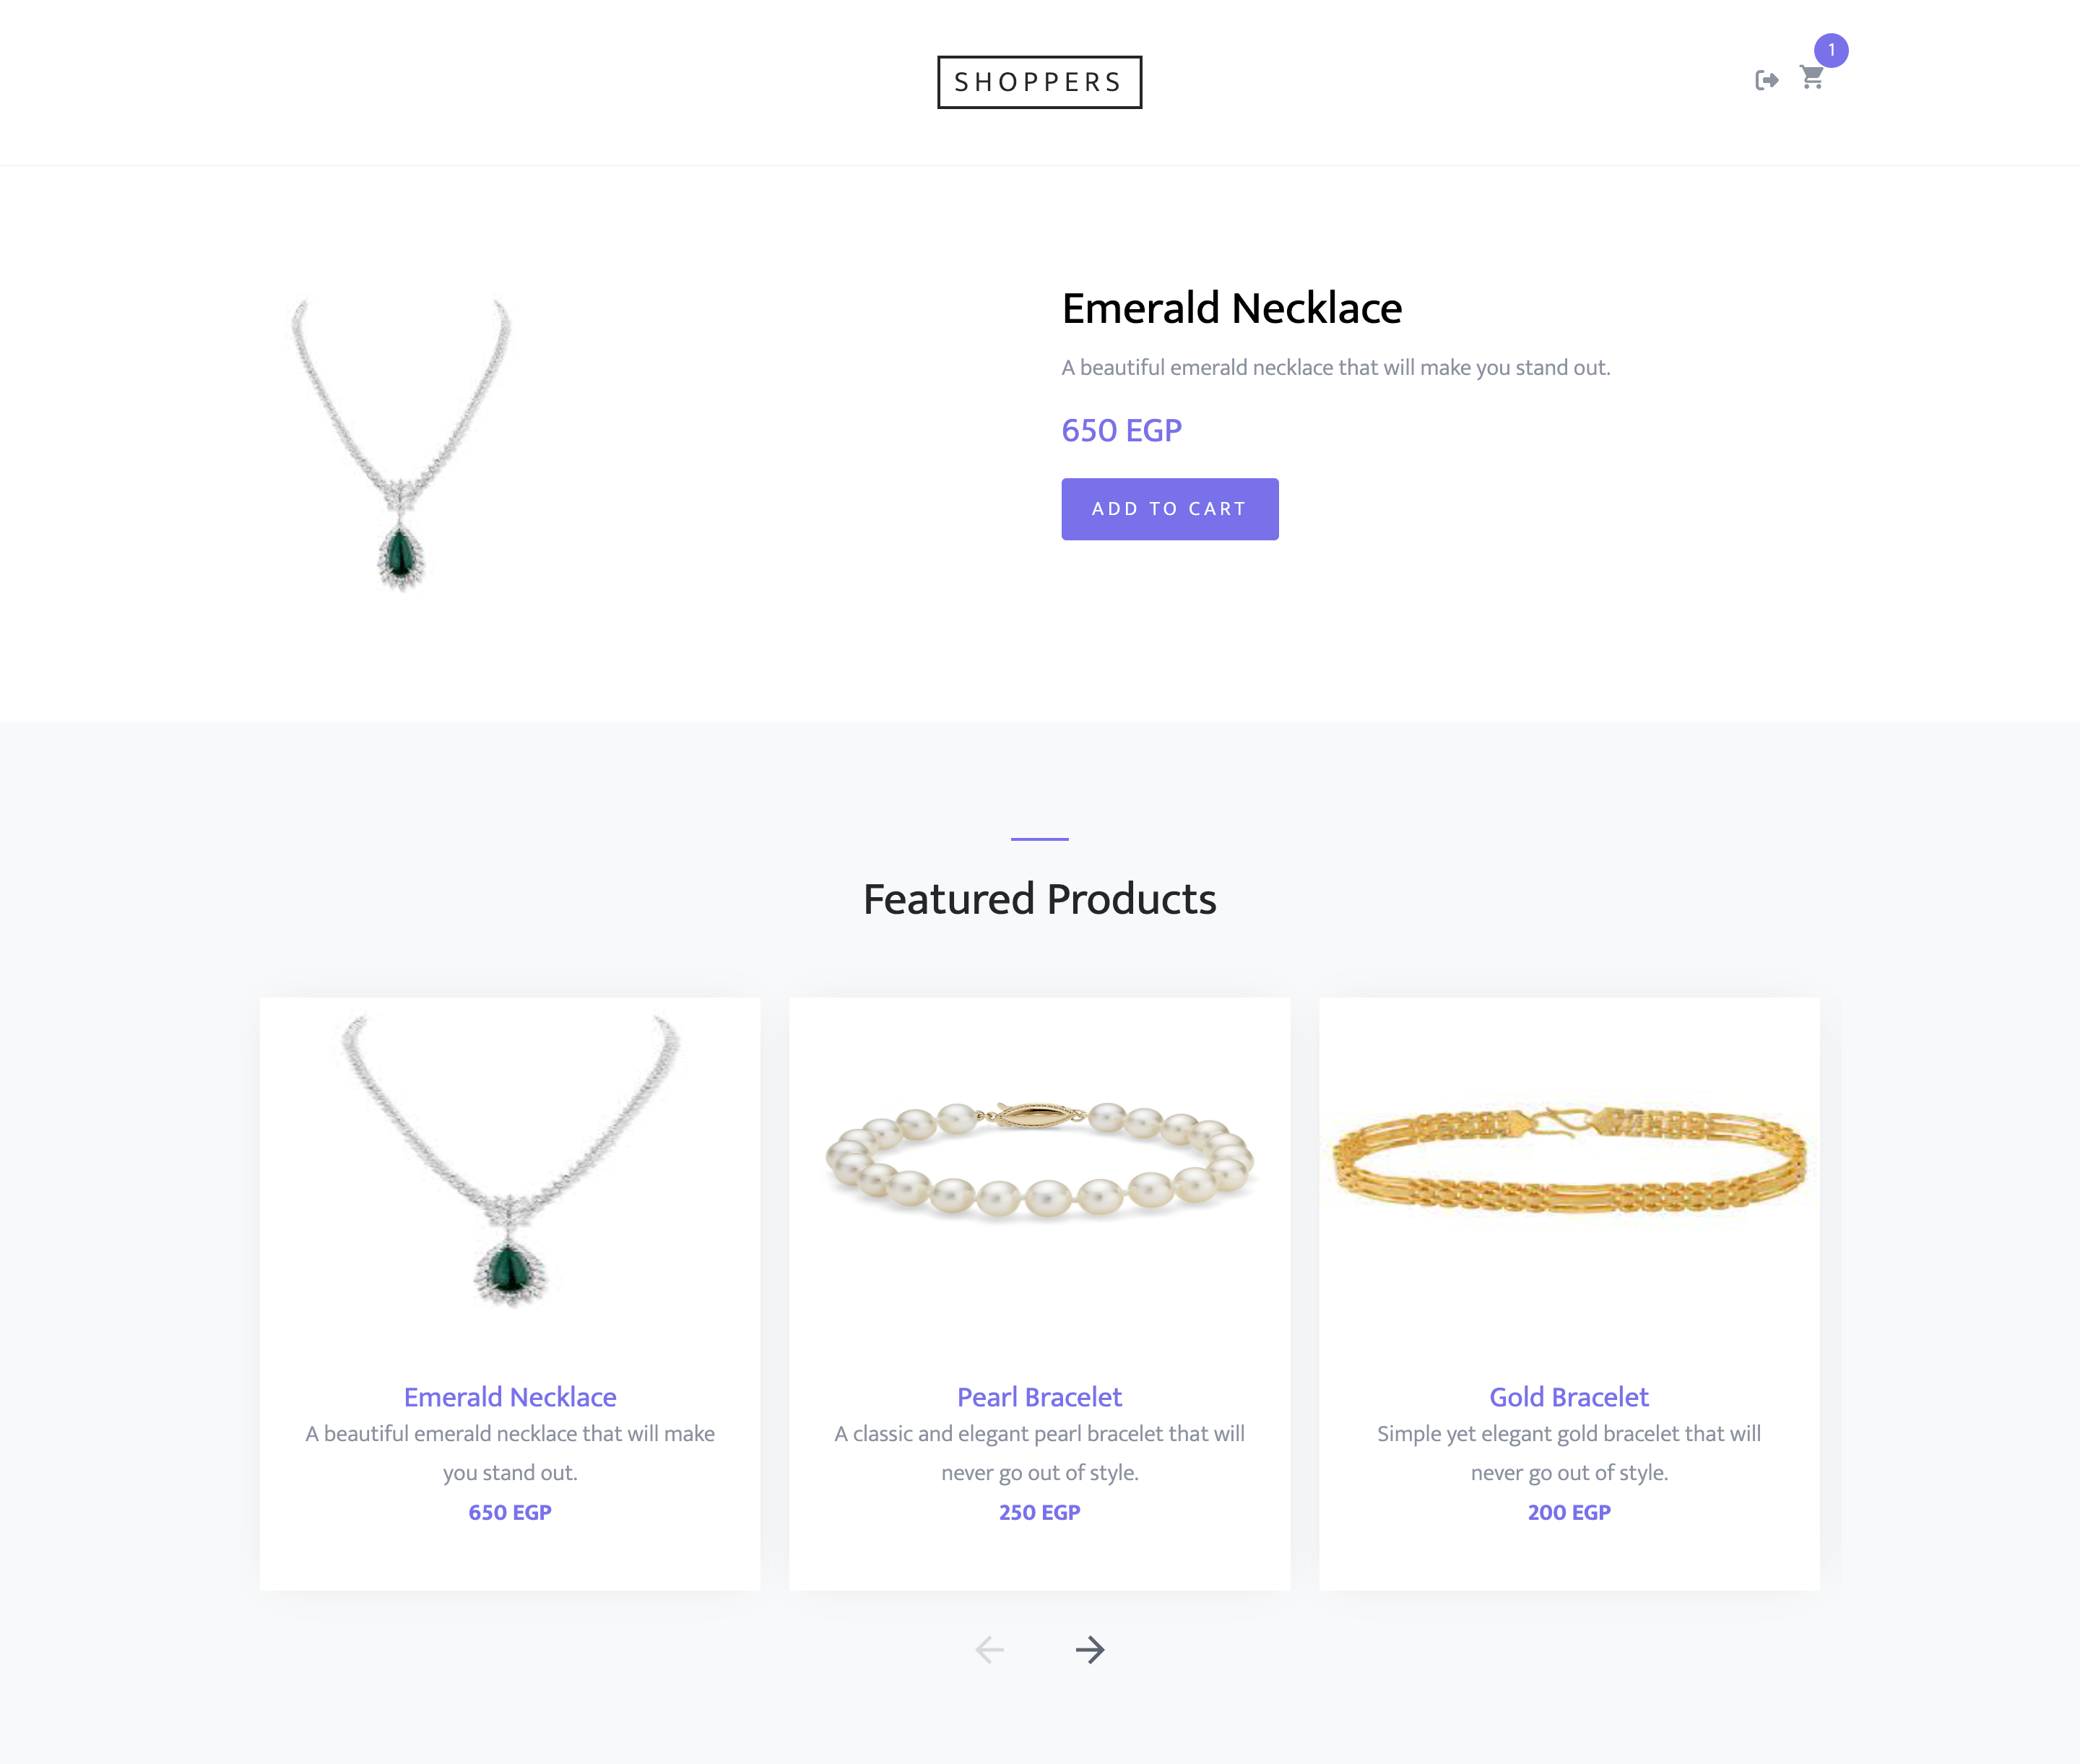 SHOPPERS
1
Emerald Necklace
A beautiful emerald necklace that will make you stand out.
650 EGP
ADD TO CART
Featured Products
Emerald Necklace
A beautiful emerald necklace that will make
you stand out.
650 EGP
Pearl Bracelet
A classic and elegant pearl bracelet that will
never go out of style.
250 EGP
Gold Bracelet
Simple yet elegant gold bracelet that will
never go out of style.
200 EGP